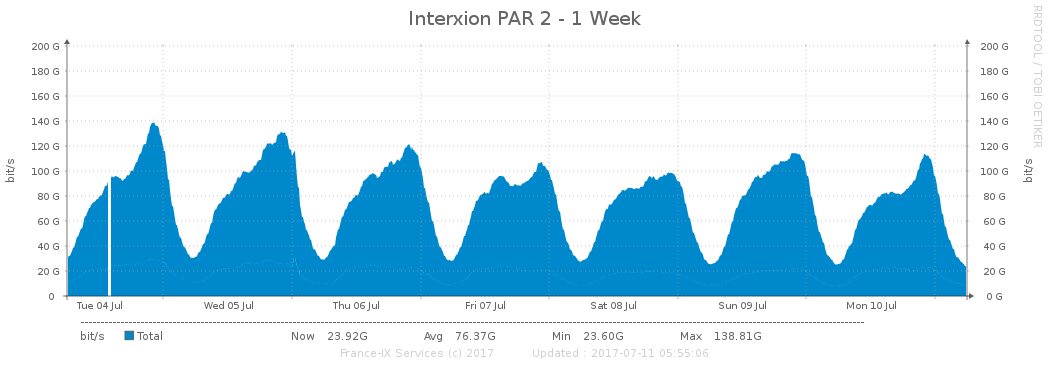 Interxion PAR 2 - 1 Week
RRDTOOL / TOBI OETIKER
200 G 200 G
180 G 180 G
160 G 160 G
140 G 140 G
120 G 120 G
100 G 100 G
80 G 80 G
60 G 60 G
40 G 40 G
20 G 20 G
0 0 G
bit/s bit/s
Tue 04 Jul Wed 05 Jul Thu 06 Jul Fri 07 Jul Sat 08 Jul Sun 09 Jul Mon 10 Jul
bit/s Total Now 23.92G Avg 76.37G Min 23.60G Max 138.81G
France-IX Services (c) 2017 Updated : 2017-07-11 05:55:06